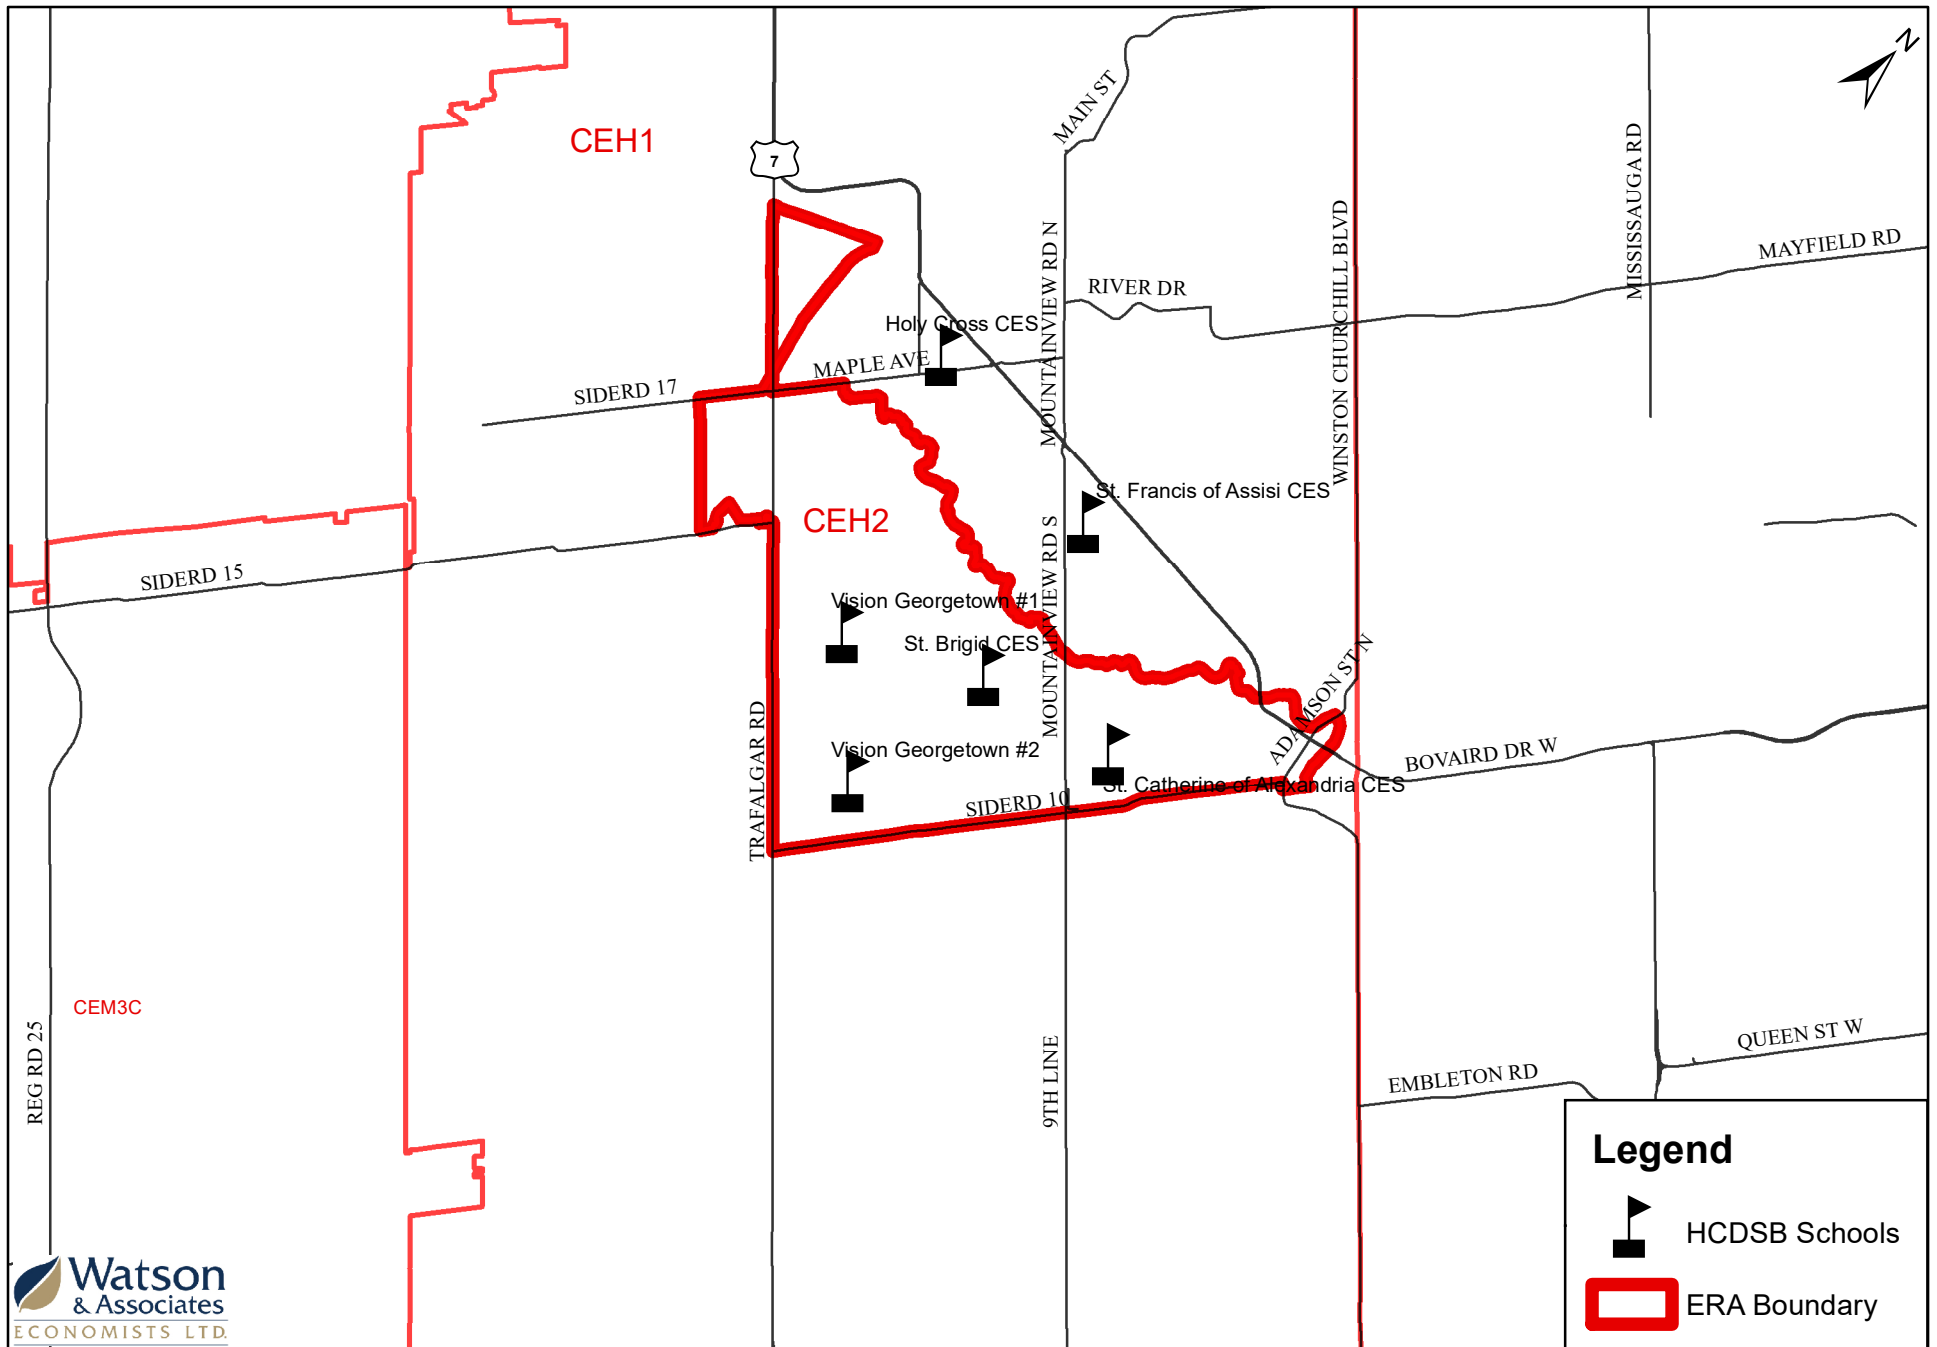 N
MAIN ST
CEH1
7
MISSISSAUGA RD
MAYFIELD RD
WINSTON CHURCHILL BLVD
MOUNTAINVIEW RD N
RIVER DR
Holy Cross CES
MAPLE AVE
SIDERD 17
St. Francis of Assisi CES
CEH2
SIDERD 15
MOUNTAINVIEW RD S
Vision Georgetown #1
St. Brigid CES
ADAMSON ST N
TRAFALGAR RD
Vision Georgetown #2
BOVAIRD DR W
St. Catherine of Alexandria CES
SIDERD 10
CEM3C
REG RD 25
9TH LINE
QUEEN ST W
EMBLETON RD
Legend
HCDSB Schools
ERA Boundary
Watson
& Associates
ECONOMISTS LTD.